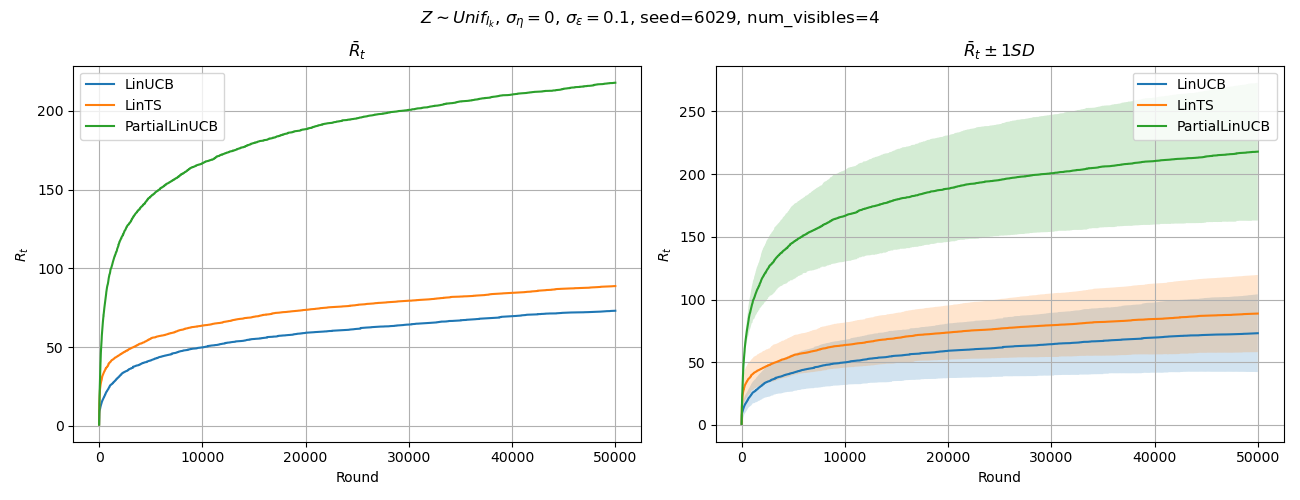 Z ∼ Unif_{I_k}, σ_η = 0, σ_ε = 0.1, seed=6029, num_visibles=4
R̄_t
LinUCB
LinTS
PartialLinUCB
R_t
200
150
100
50
0
0 10000 20000 30000 40000 50000
Round
R̄_t ± 1SD
LinUCB
LinTS
PartialLinUCB
R_t
250
200
150
100
50
0
0 10000 20000 30000 40000 50000
Round